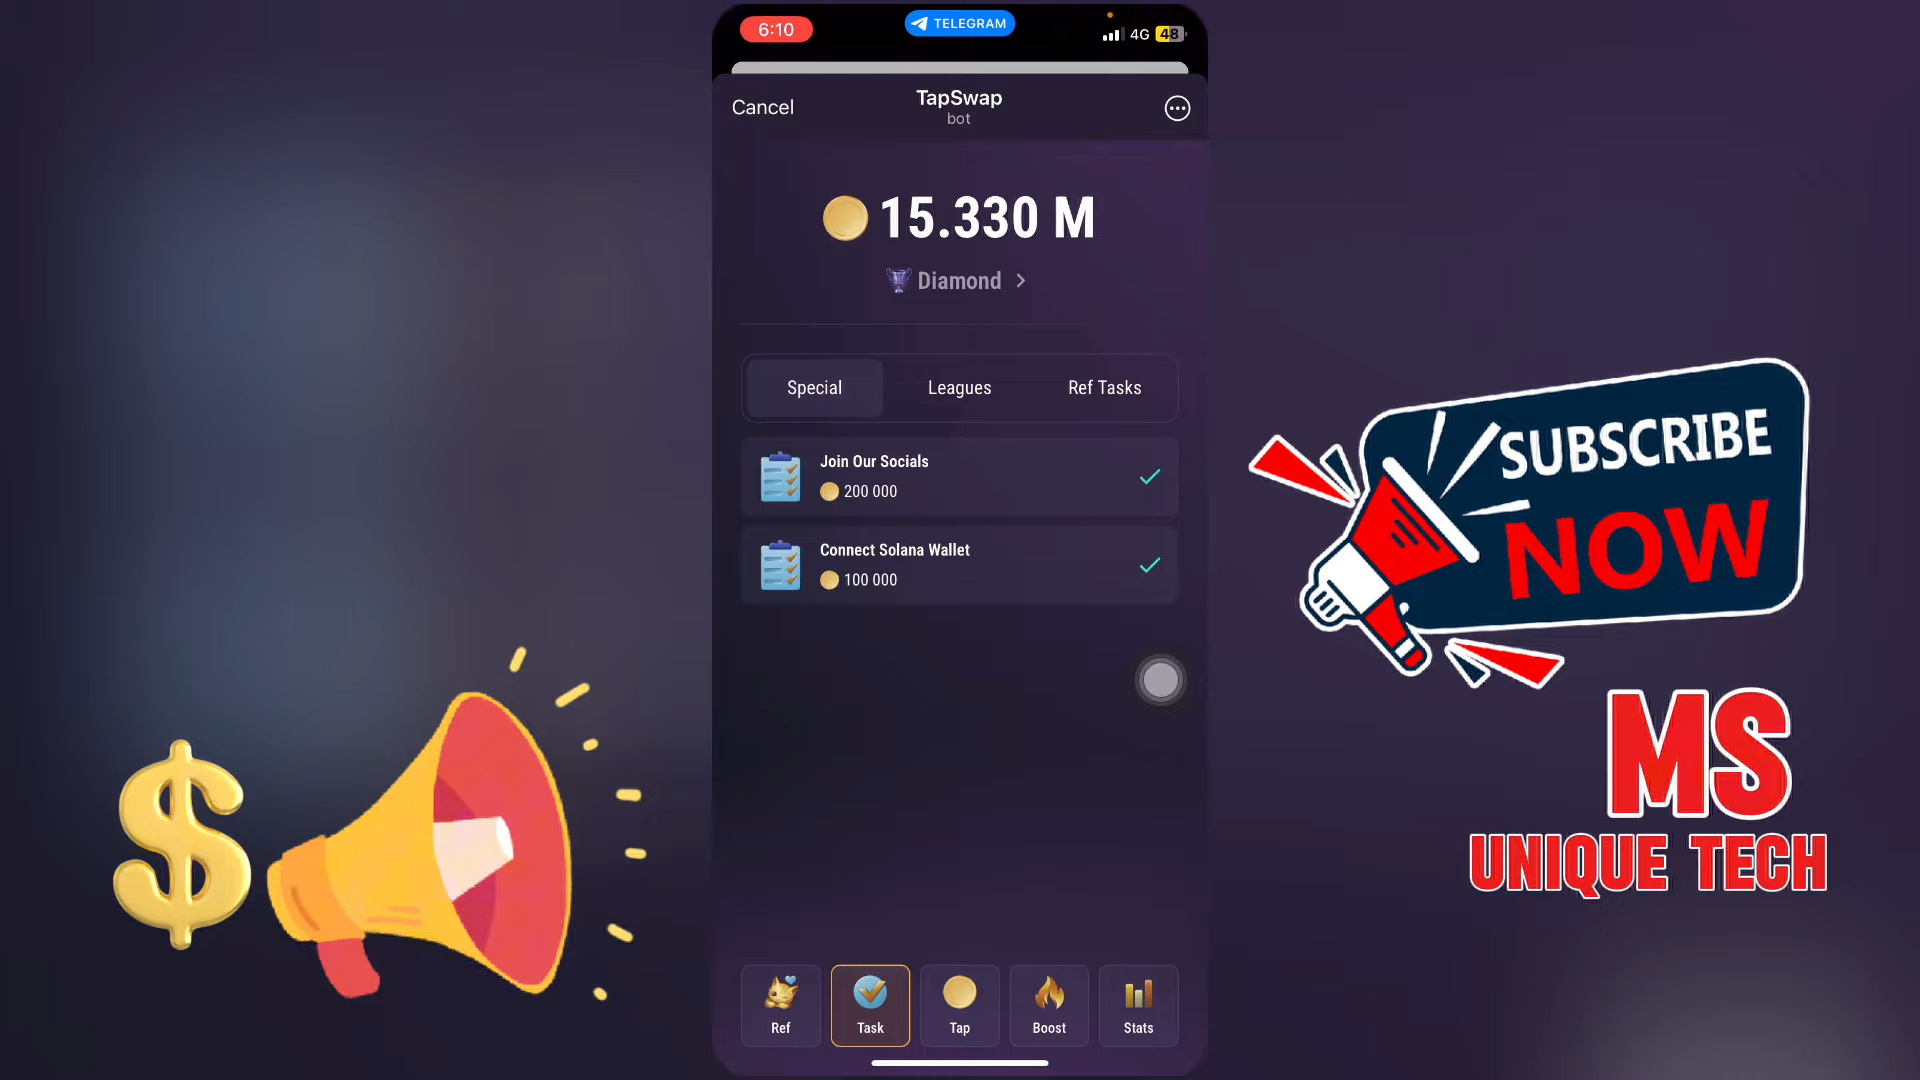 6:10
TELEGRAM
4G 48
Cancel
TapSwap
bot
15.330 M
Diamond
Special
Leagues
Ref Tasks
Join Our Socials
200 000
Connect Solana Wallet
100 000
Ref
Task
Tap
Boost
Stats
SUBSCRIBE
NOW
MS
UNIQUE TECH